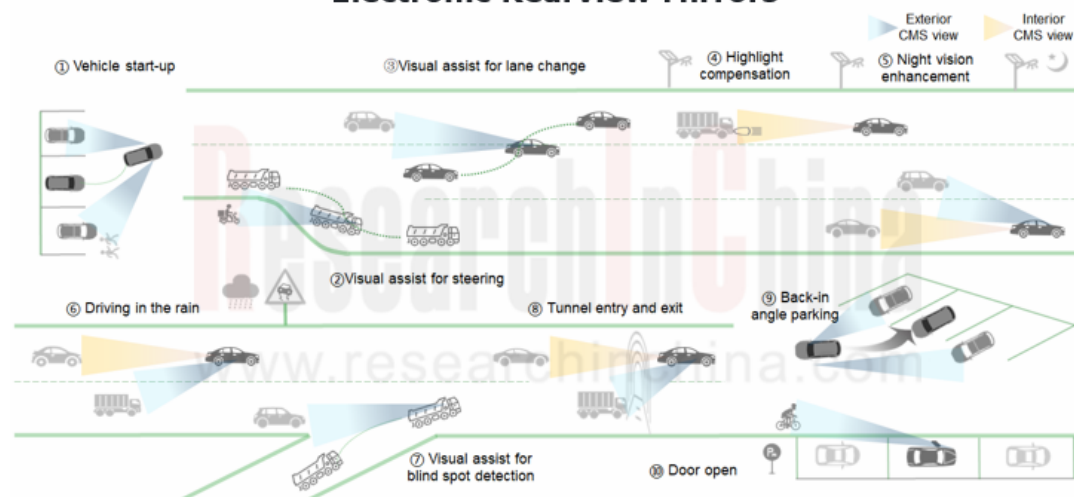 Electronic Rearview Mirrors
Exterior
CMS view
Interior
CMS view
① Vehicle start-up
③Visual assist for lane change
④ Highlight
compensation
⑤ Night vision
enhancement
ResearchInChina
②Visual assist for steering
⑥ Driving in the rain
⑧ Tunnel entry and exit
⑨ Back-in
angle parking
www.researchinchina.com
⑦ Visual assist for
blind spot detection
⑩ Door open